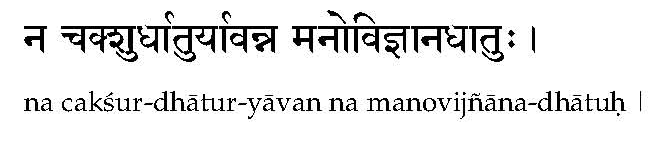 न चक्शुर्धातुर्यावन्न मनोविज्ञानधातुः।
na cakśur-dhātur-yāvan na manovijñāna-dhātuḥ |